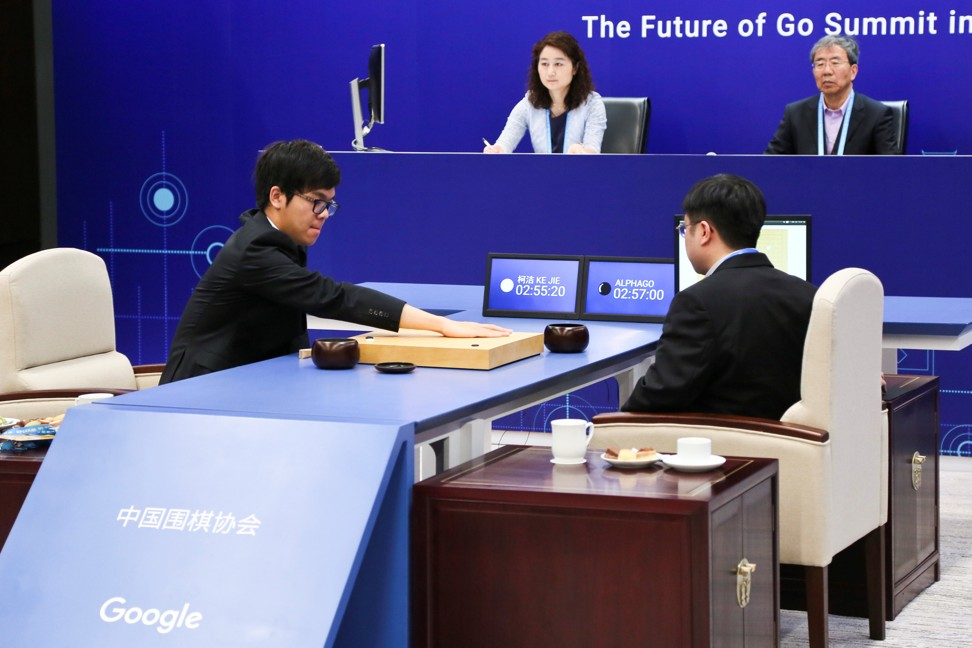 The Future of Go Summit in
柯洁 KE JIE
02:55:20
ALPHAGO
02:57:00
中国围棋协会
Google